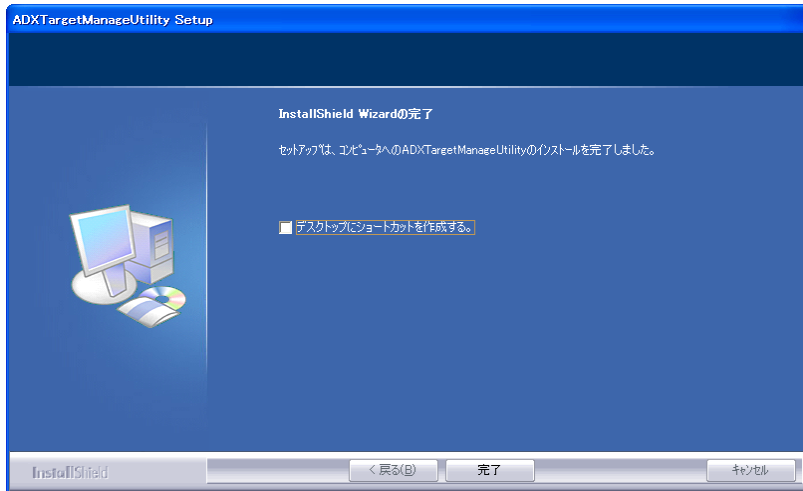 ADXTargetManageUtility Setup
InstallShield Wizardの完了
セットアップは、コンピュータへのADXTargetManageUtilityのインストールを完了しました。
デスクトップにショートカットを作成する。
InstallShield
< 戻る(B)
完了
キャンセル